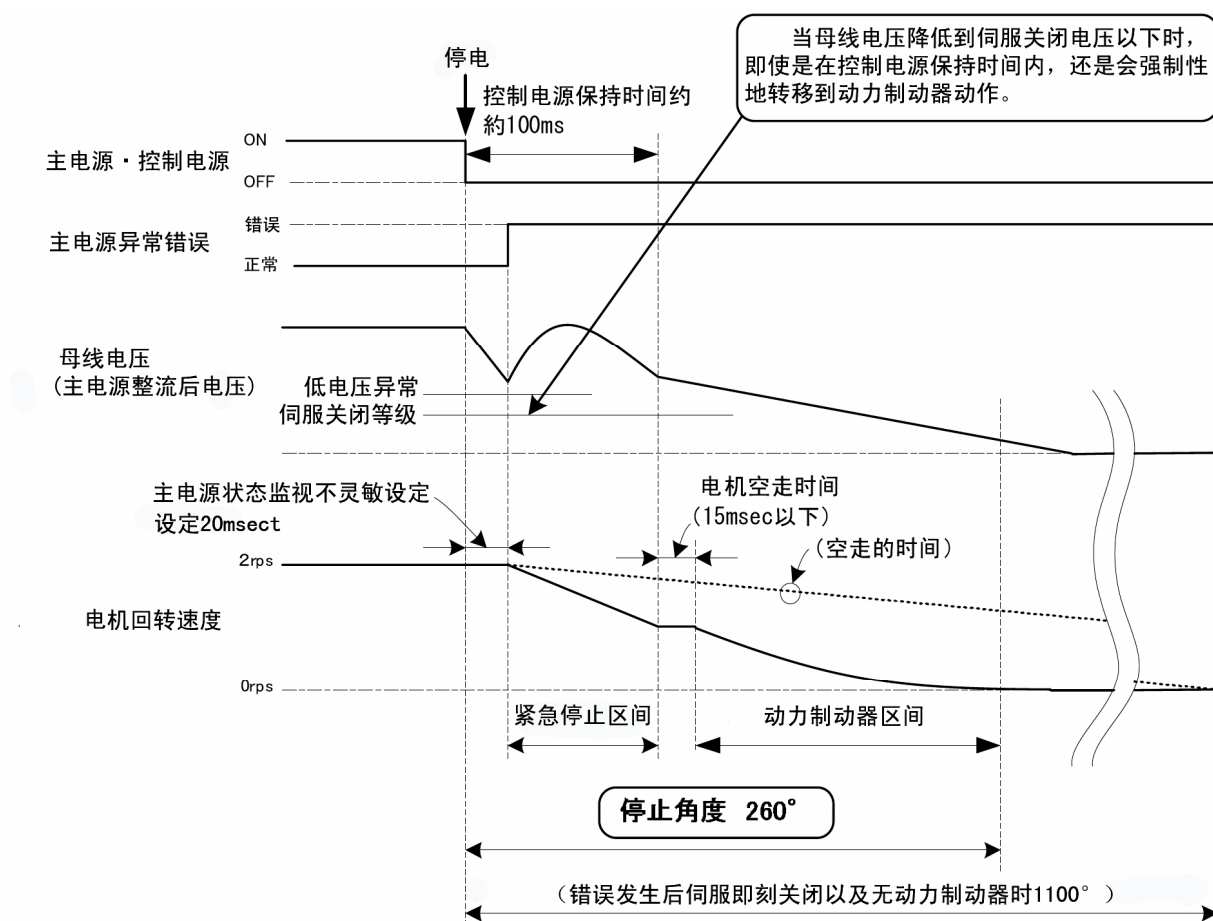 当母线电压降低到伺服关闭电压以下时，
即使是在控制电源保持时间内，还是会强制性
地转移到动力制动器动作。
停电
控制电源保持时间约
約100ms
主电源・控制电源
ON
OFF
主电源异常错误
错误
正常
母线电压
（主电源整流后电压）
低电压异常
伺服关闭等级
主电源状态监视不灵敏设定
设定20msect
电机空走时间
（15msec以下）
（空走的时间）
2rps
电机回转速度
0rps
紧急停止区间
动力制动器区间
停止角度 260°
（错误发生后伺服即刻关闭以及无动力制动器时1100°）